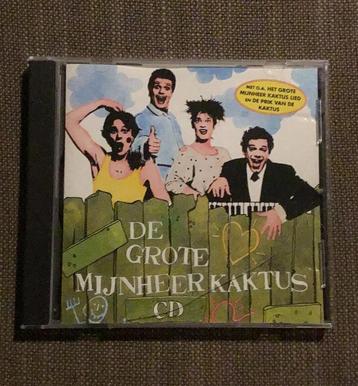 MET O.A. HET GROTE
MIJNHEER KAKTUS LIED
EN DE PRIK VAN DE
KAKTUS
DE
GROTE
MIJNHEER KAKTUS
CD